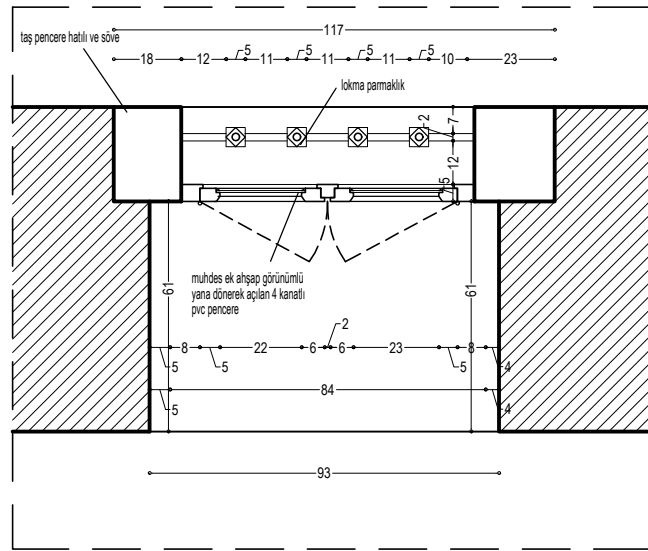 117
taş pencere hatılı ve söve
5 5 5 5
18 12 11 11 11 10 23
lokma parmaklık
2 7
12
5
61 61
muhdes ek ahşap görünümlü
yana dönerek açılan 4 kanatlı
pvc pencere
2
8 22 6 6 23 8
5 5 5 4
84
5 4
93